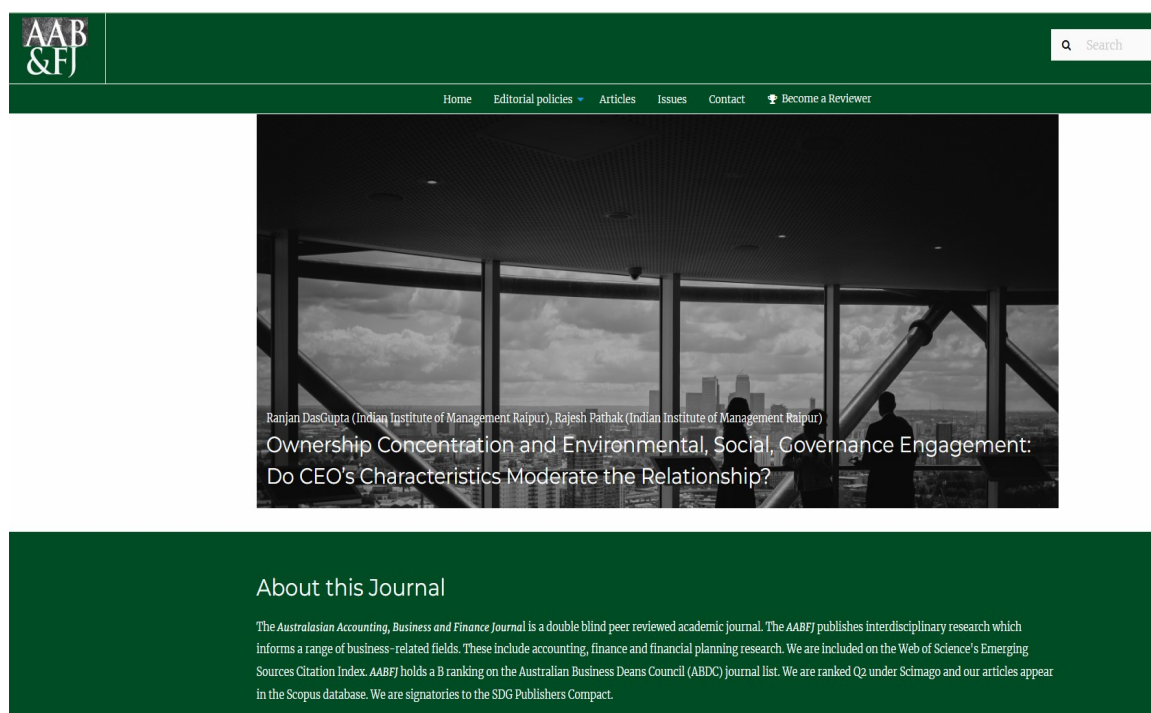 AAB
&FJ
Search
Home Editorial policies Articles Issues Contact Become a Reviewer
Ranjan DasGupta (Indian Institute of Management Raipur), Rajesh Pathak (Indian Institute of Management Raipur)
Ownership Concentration and Environmental, Social, Governance Engagement:
Do CEO's Characteristics Moderate the Relationship?
About this Journal
The Australasian Accounting, Business and Finance Journal is a double blind peer reviewed academic journal. The AABFJ publishes interdisciplinary research which
informs a range of business-related fields. These include accounting, finance and financial planning research. We are included on the Web of Science's Emerging
Sources Citation Index. AABFJ holds a B ranking on the Australian Business Deans Council (ABDC) journal list. We are ranked Q2 under Scimago and our articles appear
in the Scopus database. We are signatories to the SDG Publishers Compact.